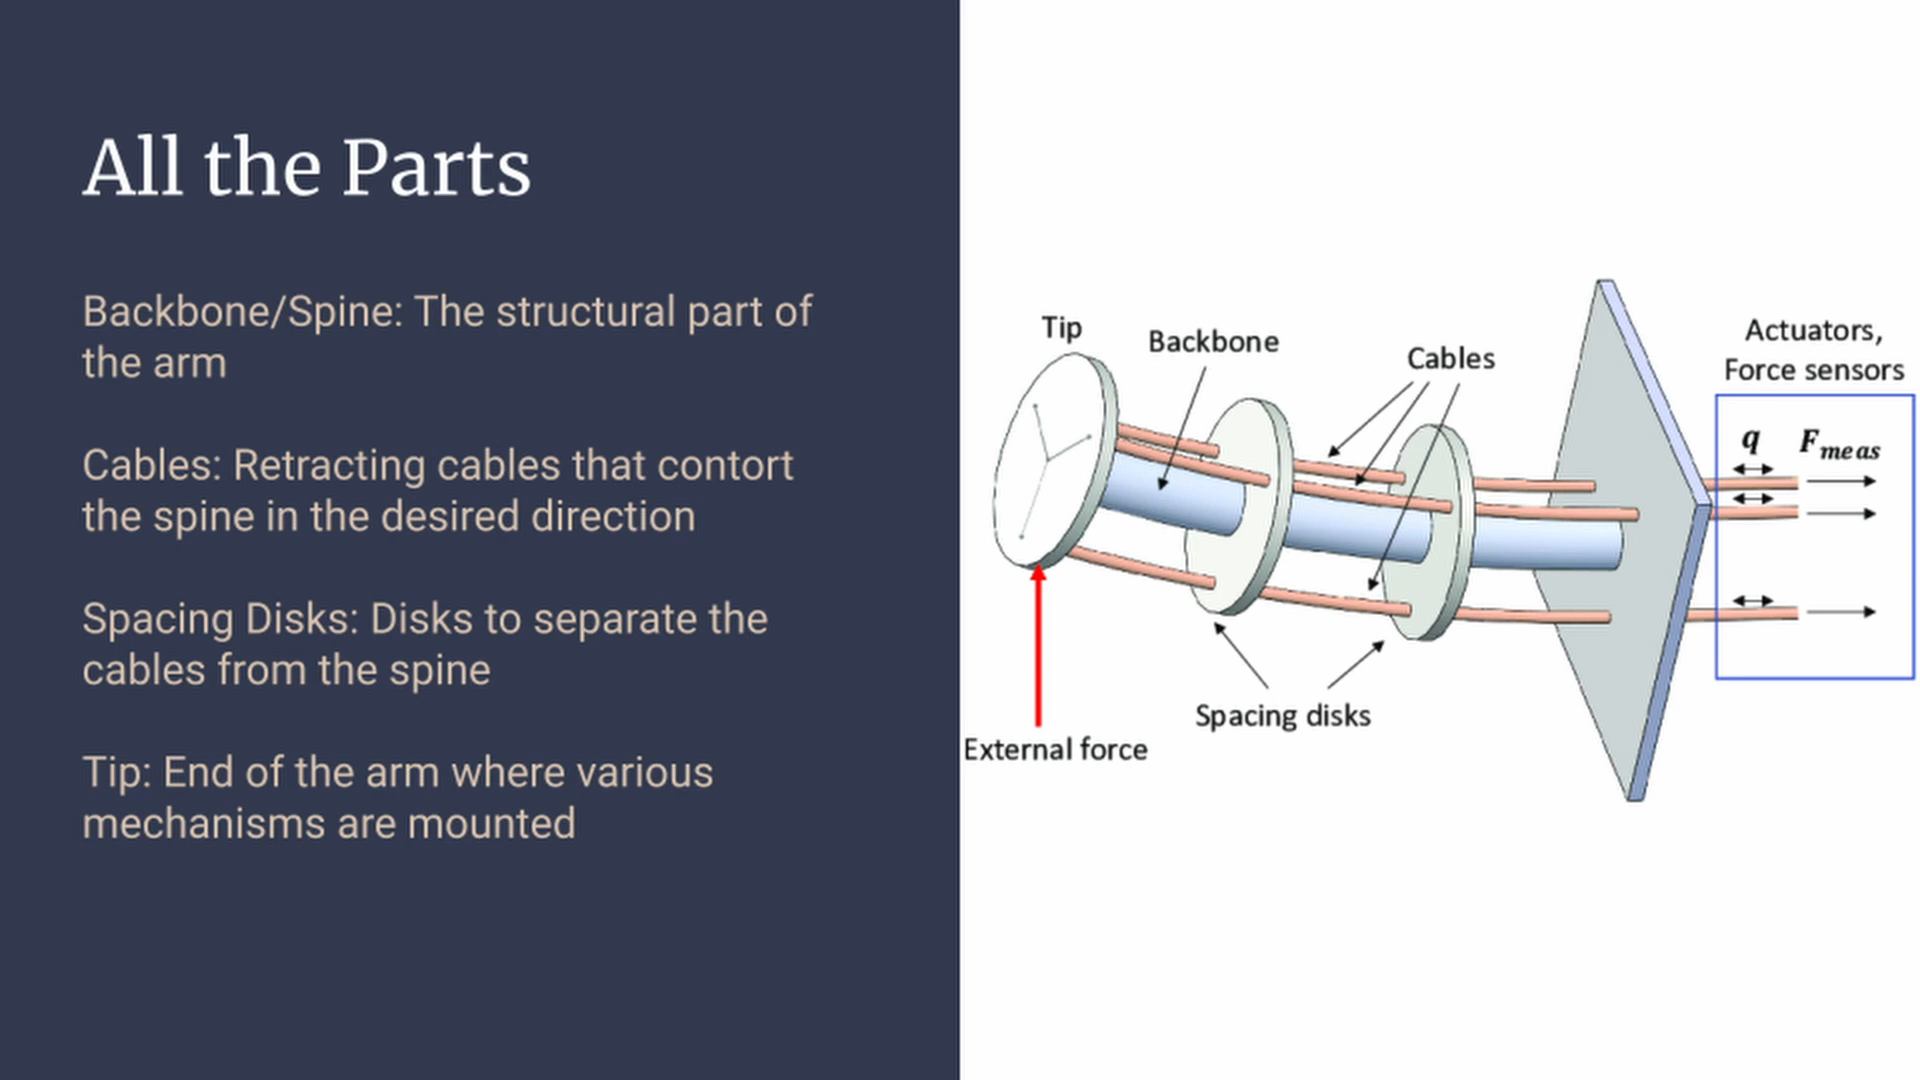 All the Parts
Backbone/Spine: The structural part of
the arm
Cables: Retracting cables that contort
the spine in the desired direction
Spacing Disks: Disks to separate the
cables from the spine
Tip: End of the arm where various
mechanisms are mounted
Tip
Backbone
Cables
Actuators,
Force sensors
q F_meas
Spacing disks
External force